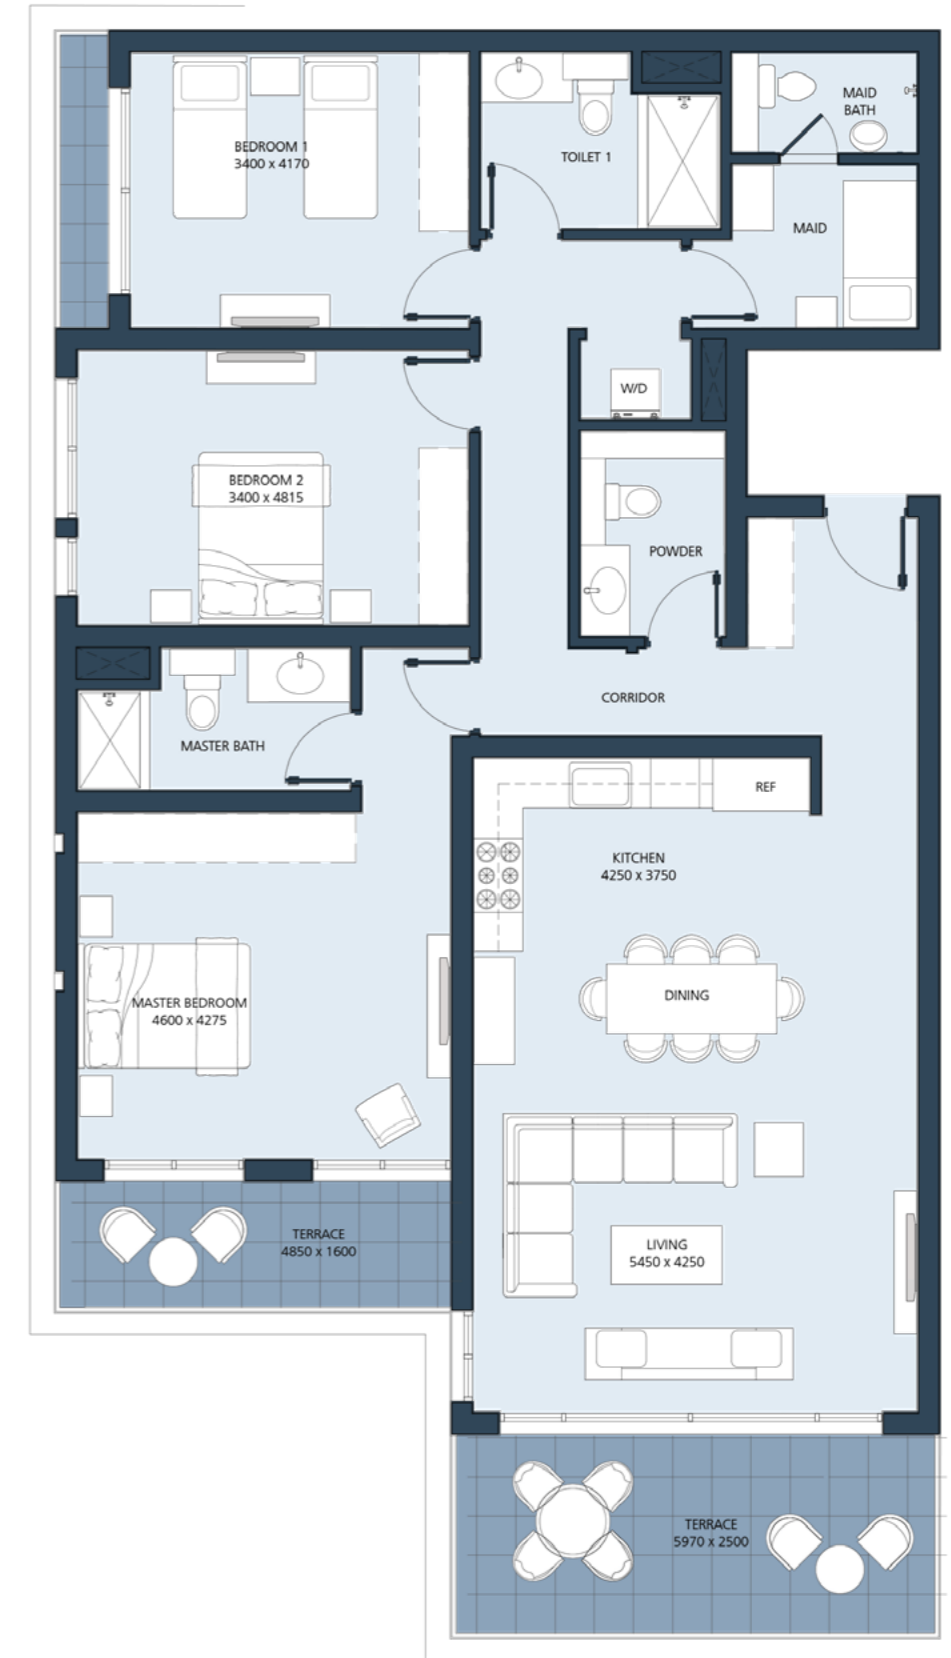 BEDROOM 1
3400 x 4170
TOILET 1
MAID
BATH
MAID
W/D
BEDROOM 2
3400 x 4815
POWDER
CORRIDOR
MASTER BATH
REF
KITCHEN
4250 x 3750
DINING
MASTER BEDROOM
4600 x 4275
TERRACE
4850 x 1600
LIVING
5450 x 4250
TERRACE
5970 x 2500